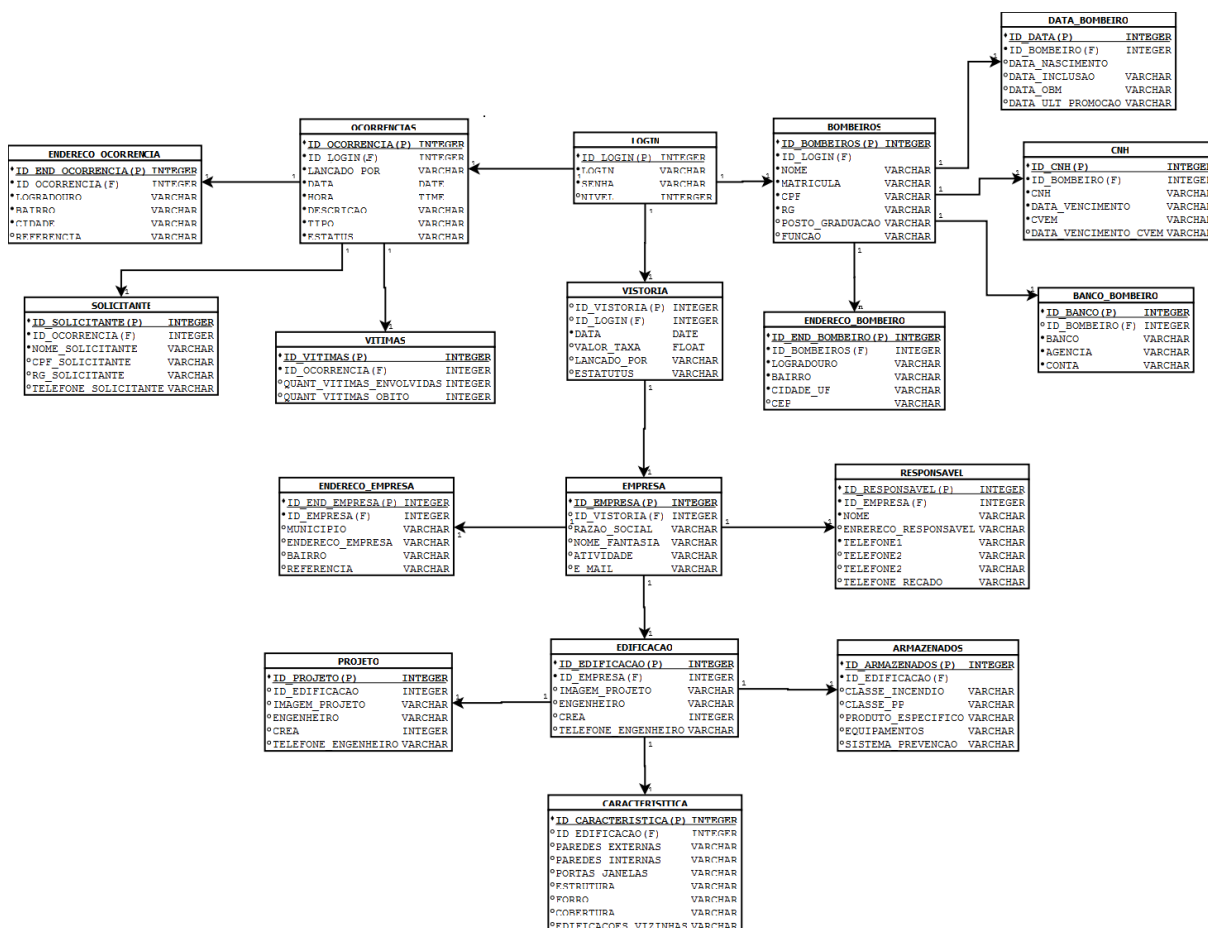 DATA_BOMBEIRO
ID_DATA(P) INTEGER
ID_BOMBEIRO(F) INTEGER
DATA_NASCIMENTO
DATA_INCLUSAO VARCHAR
DATA_OBM VARCHAR
DATA_ULT_PROMOCAO VARCHAR
OCORRENCIAS
ID_OCORRENCIA(P) INTEGER
ID_LOGIN(F) INTEGER
LANCADO_POR VARCHAR
DATA DATE
HORA TIME
DESCRICAO VARCHAR
TIPO VARCHAR
ESTATUS VARCHAR
LOGIN
ID_LOGIN(P) INTEGER
LOGIN VARCHAR
SENHA VARCHAR
NIVEL INTERGER
BOMBEIROS
ID_BOMBEIROS(P) INTEGER
ID_LOGIN(F)
NOME VARCHAR
MATRICULA VARCHAR
CPF VARCHAR
RG VARCHAR
POSTO_GRADUACAO VARCHAR
FUNCAO VARCHAR
ENDERECO_OCORRENCIA
ID_END_OCORRENCIA(P) INTEGER
ID_OCORRENCIA(F) INTEGER
LOGRADOURO VARCHAR
BAIRRO VARCHAR
CIDADE VARCHAR
REFERENCIA VARCHAR
CNH
ID_CNH(P) INTEGER
ID_BOMBEIRO(F) INTEGER
CNH VARCHAR
DATA_VENCIMENTO VARCHAR
CVEM VARCHAR
DATA_VENCIMENTO_CVEM VARCHAR
SOLICITANTE
ID_SOLICITANTE(P) INTEGER
ID_OCORRENCIA(F) INTEGER
NOME_SOLICITANTE VARCHAR
CPF_SOLICITANTE VARCHAR
RG_SOLICITANTE VARCHAR
TELEFONE_SOLICITANTE VARCHAR
VITIMAS
ID_VITIMAS(P) INTEGER
ID_OCORRENCIA(F) INTEGER
QUANT_VITIMAS_ENVOLVIDAS INTEGER
QUANT_VITIMAS_OBITO INTEGER
VISTORIA
ID_VISTORIA(P) INTEGER
ID_LOGIN(F) INTEGER
DATA DATE
VALOR_TAXA FLOAT
LANCADO_POR VARCHAR
ESTATUTUS VARCHAR
ENDERECO_BOMBEIRO
ID_END_BOMBEIRO(P) INTEGER
ID_BOMBEIROS(F) INTEGER
LOGRADOURO VARCHAR
BAIRRO VARCHAR
CIDADE_UF VARCHAR
CEP VARCHAR
BANCO_BOMBEIRO
ID_BANCO(P) INTEGER
ID_BOMBEIRO(F) INTEGER
BANCO VARCHAR
AGENCIA VARCHAR
CONTA VARCHAR
ENDERECO_EMPRESA
ID_END_EMPRESA(P) INTEGER
ID_EMPRESA(F) INTEGER
MUNICIPIO VARCHAR
ENDERECO_EMPRESA VARCHAR
BAIRRO VARCHAR
REFERENCIA VARCHAR
EMPRESA
ID_EMPRESA(P) INTEGER
ID_VISTORIA(F) INTEGER
RAZAO_SOCIAL VARCHAR
NOME_FANTASIA VARCHAR
ATIVIDADE VARCHAR
E_MAIL VARCHAR
RESPONSAVEL
ID_RESPONSAVEL(P) INTEGER
ID_EMPRESA(F) INTEGER
NOME VARCHAR
ENRERECO_RESPONSAVEL VARCHAR
TELEFONE1 VARCHAR
TELEFONE2 VARCHAR
TELEFONE2 VARCHAR
TELEFONE_RECADO VARCHAR
PROJETO
ID_PROJETO(P) INTEGER
ID_EDIFICACAO INTEGER
IMAGEM_PROJETO VARCHAR
ENGENHEIRO VARCHAR
CREA INTEGER
TELEFONE_ENGENHEIRO VARCHAR
EDIFICACAO
ID_EDIFICACAO(P) INTEGER
ID_EMPRESA(F) INTEGER
IMAGEM_PROJETO VARCHAR
ENGENHEIRO VARCHAR
CREA INTEGER
TELEFONE_ENGENHEIRO VARCHAR
ARMAZENADOS
ID_ARMAZENADOS(P) INTEGER
ID_EDIFICACAO(F)
CLASSE_INCENDIO VARCHAR
CLASSE_PP VARCHAR
PRODUTO_ESPECIFICO VARCHAR
EQUIPAMENTOS VARCHAR
SISTEMA_PREVENCAO VARCHAR
CARACTERISITICA
ID_CARACTERISTICA(P) INTEGER
ID_EDIFICACAO(F) INTEGER
PAREDES_EXTERNAS VARCHAR
PAREDES_INTERNAS VARCHAR
PORTAS_JANELAS VARCHAR
ESTRUTURA VARCHAR
FORRO VARCHAR
COBERTURA VARCHAR
EDIFICACOES_VIZINHAS VARCHAR